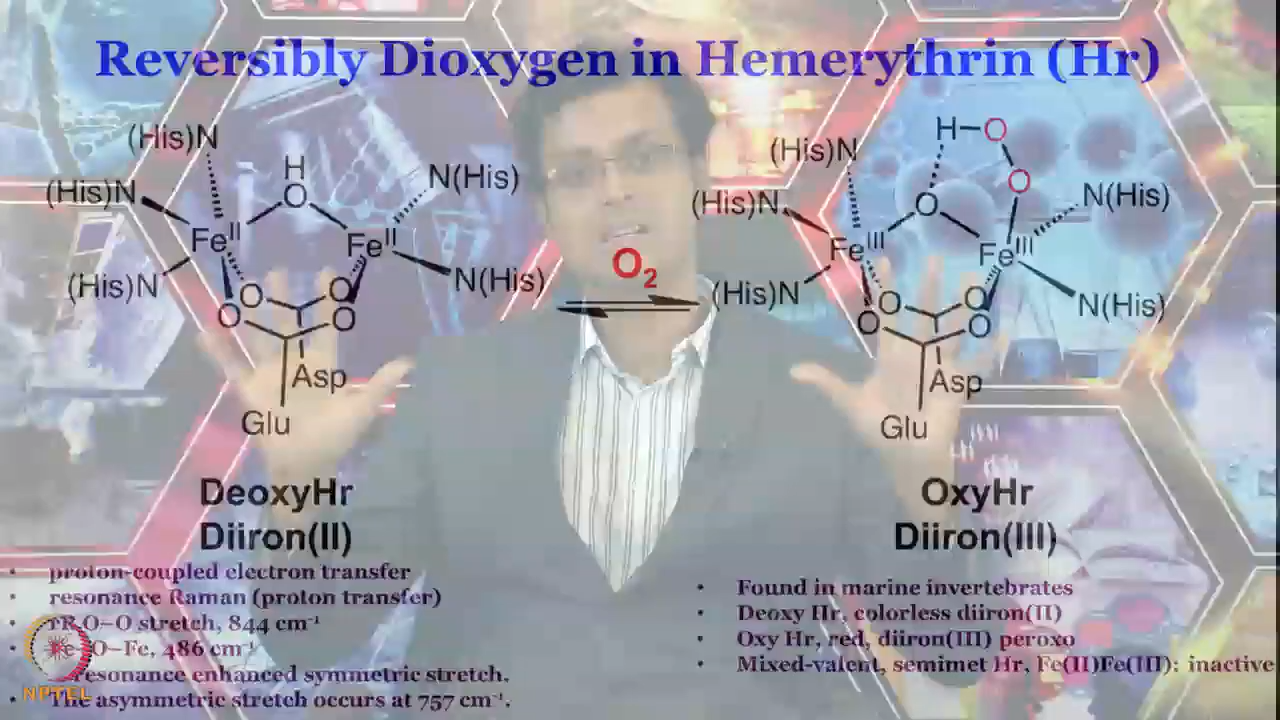 Reversibly Dioxygen in Hemerythrin (Hr)
(His)N
(His)N
(His)N
H
O
N(His)
N(His)
Fe^II
Fe^II
O
O
O
O
Asp
Glu
DeoxyHr
Diiron(II)
O₂
(His)N
(His)N
(His)N
H–O
O
O
N(His)
N(His)
Fe^III
Fe^III
O
O
O
O
Asp
Glu
OxyHr
Diiron(III)
• proton-coupled electron transfer
• resonance Raman (proton transfer)
• rR O–O stretch, 844 cm⁻¹
• Fe–O–Fe, 486 cm⁻¹
resonance enhanced symmetric stretch.
• The asymmetric stretch occurs at 757 cm⁻¹.
• Found in marine invertebrates
• Deoxy Hr, colorless diiron(II)
• Oxy Hr, red, diiron(III) peroxo
• Mixed-valent, semimet Hr, Fe(II)Fe(III): inactive
NPTEL